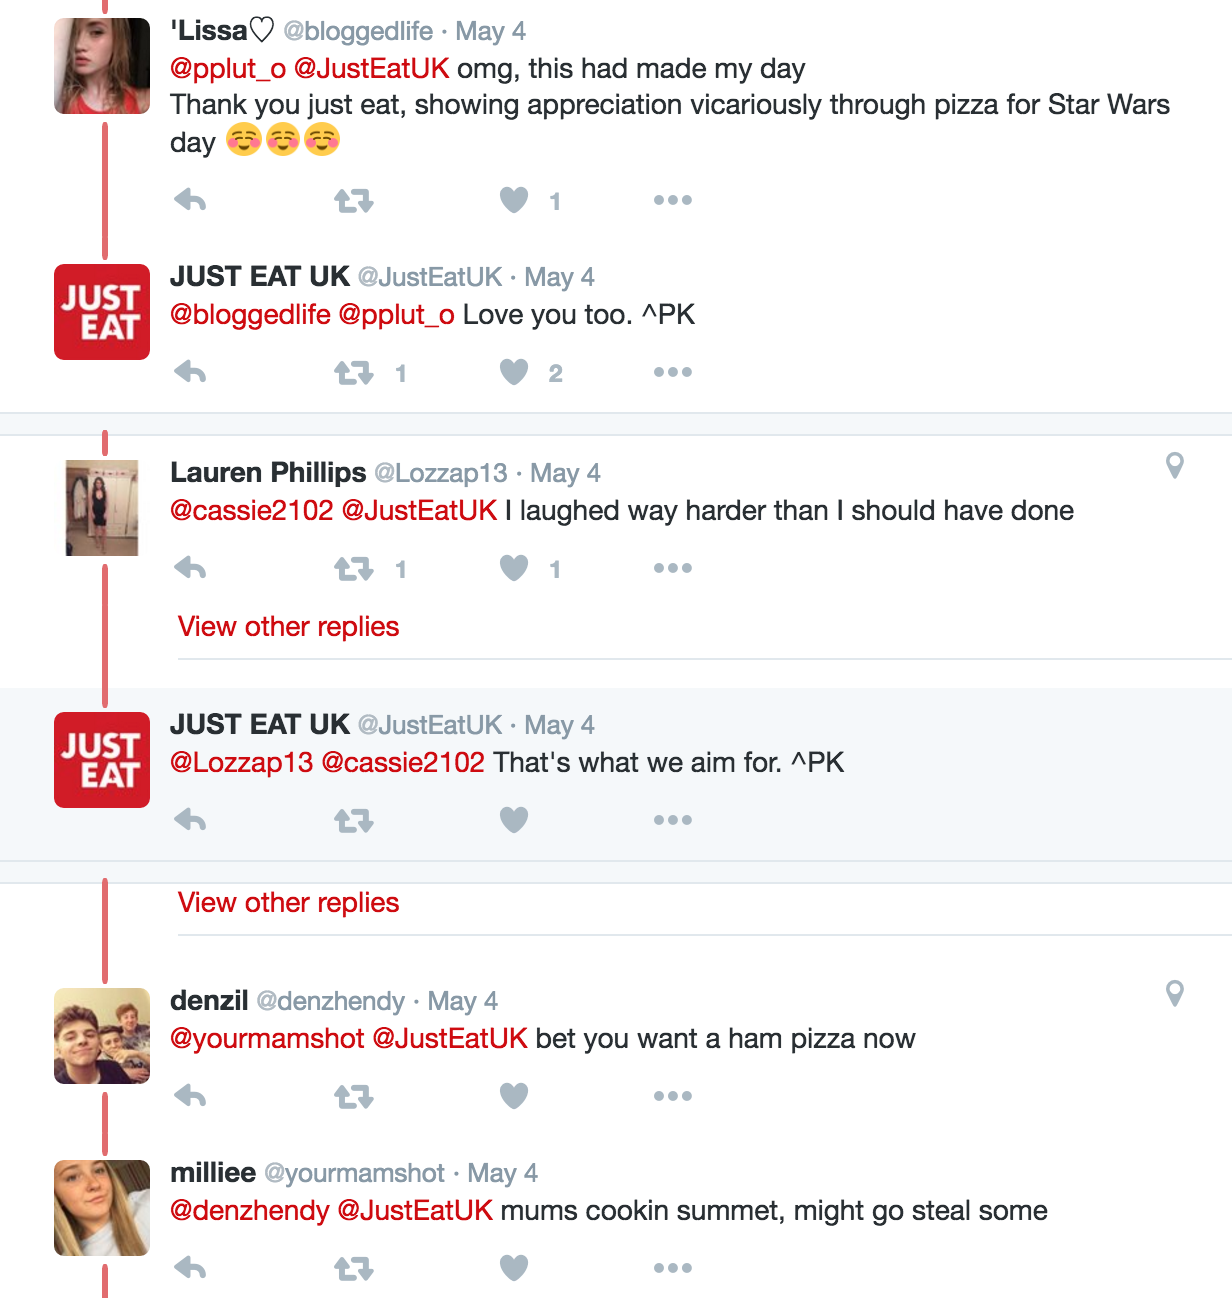 'Lissa♡ @bloggedlife · May 4
@pplut_o @JustEatUK omg, this had made my day
Thank you just eat, showing appreciation vicariously through pizza for Star Wars
day ☺️☺️☺️
1
JUST EAT
JUST EAT UK @JustEatUK · May 4
@bloggedlife @pplut_o Love you too. ^PK
1 2
Lauren Phillips @Lozzap13 · May 4
@cassie2102 @JustEatUK I laughed way harder than I should have done
1 1
View other replies
JUST EAT
JUST EAT UK @JustEatUK · May 4
@Lozzap13 @cassie2102 That's what we aim for. ^PK
View other replies
denzil @denzhendy · May 4
@yourmamshot @JustEatUK bet you want a ham pizza now
milliee @yourmamshot · May 4
@denzhendy @JustEatUK mums cookin summet, might go steal some